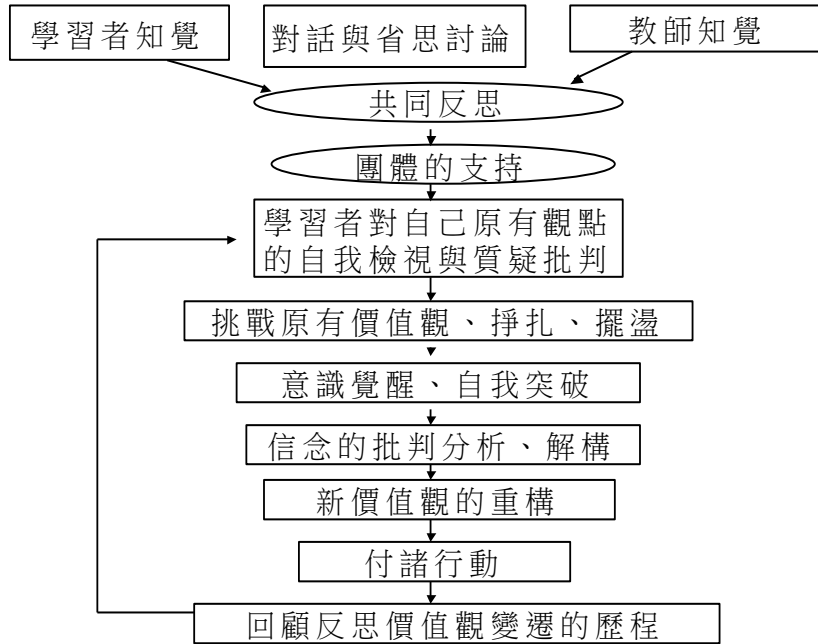 學習者知覺
對話與省思討論
教師知覺
共同反思
團體的支持
學習者對自己原有觀點
的自我檢視與質疑批判
挑戰原有價值觀、掙扎、擺盪
意識覺醒、自我突破
信念的批判分析、解構
新價值觀的重構
付諸行動
回顧反思價值觀變遷的歷程